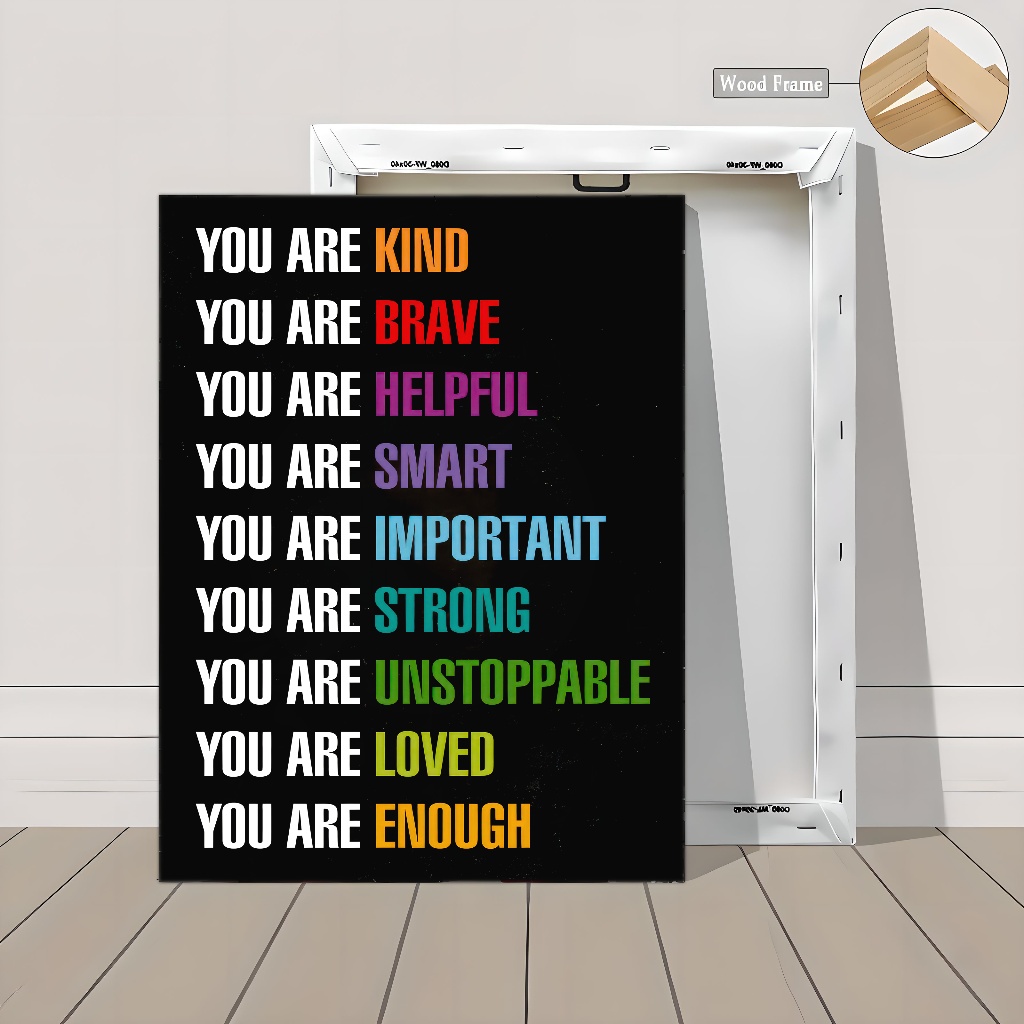 Wood Frame
YOU ARE KIND
YOU ARE BRAVE
YOU ARE HELPFUL
YOU ARE SMART
YOU ARE IMPORTANT
YOU ARE STRONG
YOU ARE UNSTOPPABLE
YOU ARE LOVED
YOU ARE ENOUGH